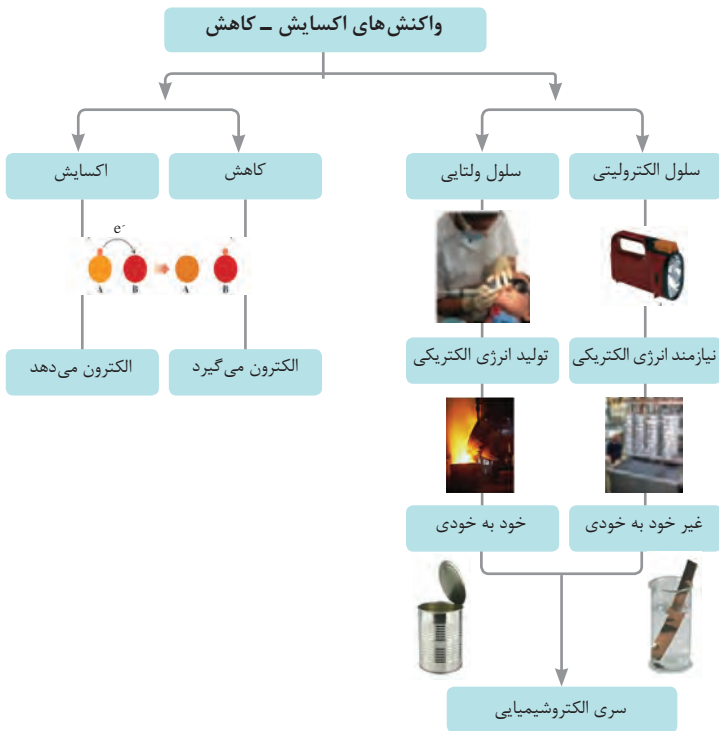 واکنش‌های اکسایش ــ کاهش
سلول الکترولیتی
سلول ولتایی
کاهش
اکسایش
e⁻
A B A B
نیازمند انرژی الکتریکی
تولید انرژی الکتریکی
الکترون می‌گیرد
الکترون می‌دهد
غیر خود به خودی
خود به خودی
سری الکتروشیمیایی